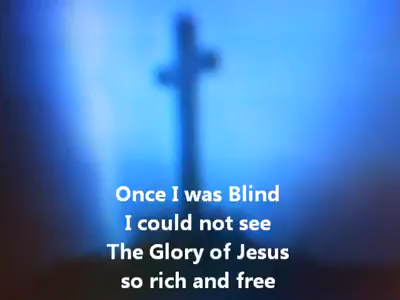 Once I was Blind
I could not see
The Glory of Jesus
so rich and free